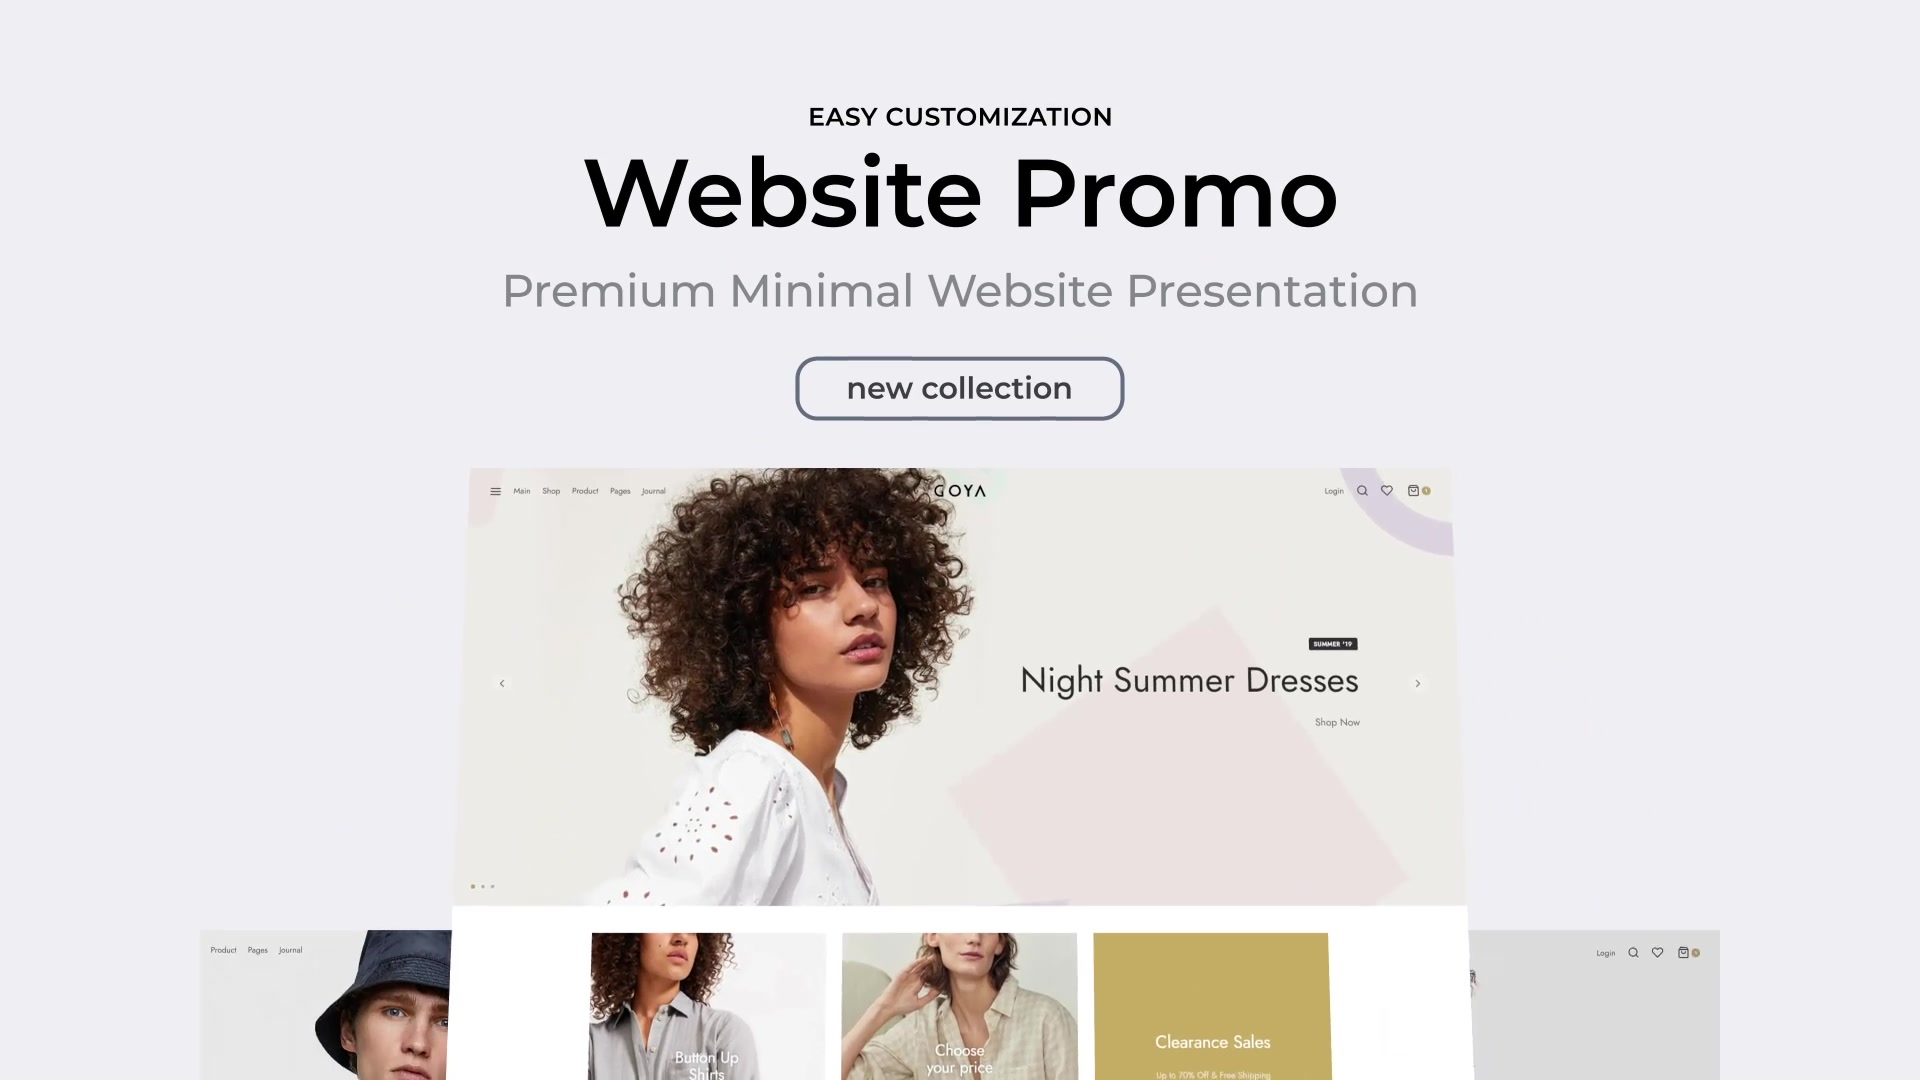 EASY CUSTOMIZATION
Website Promo
Premium Minimal Website Presentation
new collection
Main Shop Product Pages Journal
GOYA
Login
SUMMER '19
Night Summer Dresses
Shop Now
Product Pages Journal
Login
Button Up
Shirts
Choose
your price
Clearance Sales
Up to 70% Off & Free Shipping